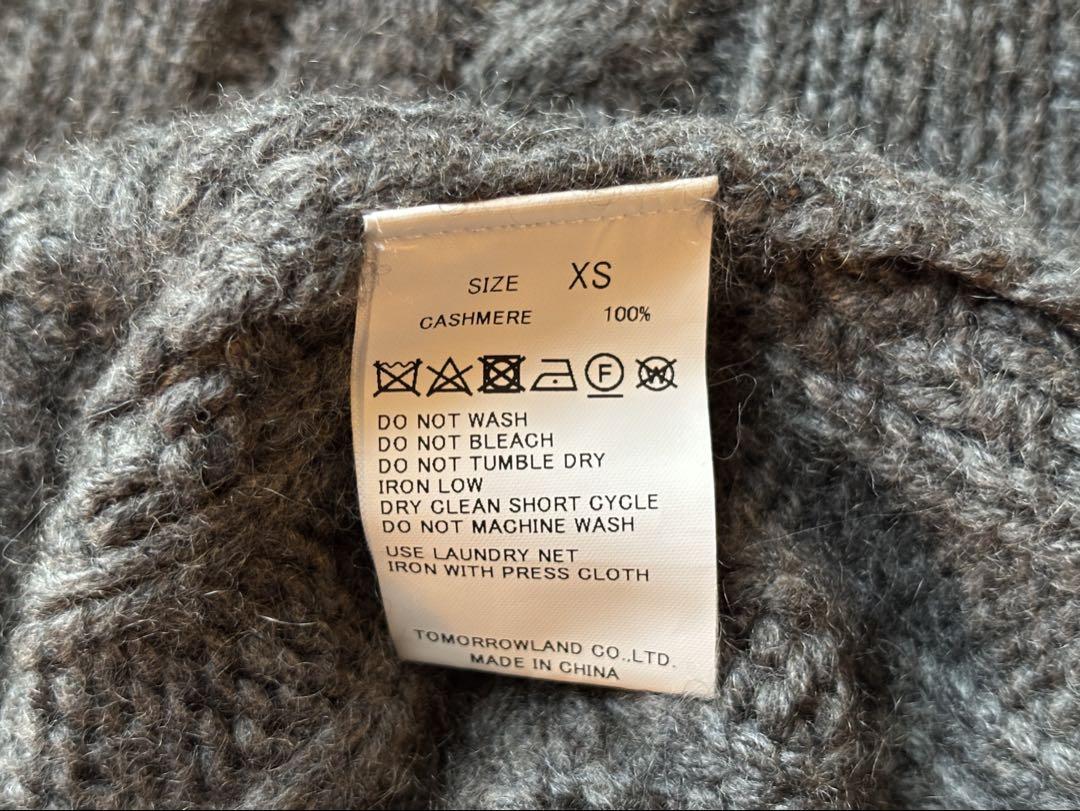 SIZE XS
CASHMERE 100%
F W
DO NOT WASH
DO NOT BLEACH
DO NOT TUMBLE DRY
IRON LOW
DRY CLEAN SHORT CYCLE
DO NOT MACHINE WASH
USE LAUNDRY NET
IRON WITH PRESS CLOTH
TOMORROWLAND CO.,LTD.
MADE IN CHINA